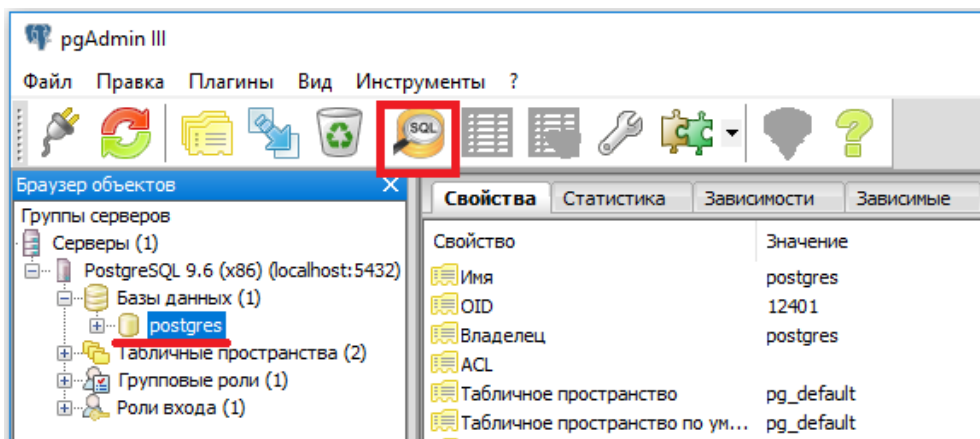 pgAdmin III
Файл Правка Плагины Вид Инструменты ?
SQL
Браузер объектов
Группы серверов
Серверы (1)
PostgreSQL 9.6 (x86) (localhost:5432)
Базы данных (1)
postgres
Табличные пространства (2)
Групповые роли (1)
Роли входа (1)
Свойства Статистика Зависимости Зависимые
Свойство Значение
Имя postgres
OID 12401
Владелец postgres
ACL
Табличное пространство pg_default
Табличное пространство по ум... pg_default